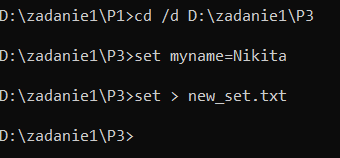 D:\zadanie1\P1>cd /d D:\zadanie1\P3
D:\zadanie1\P3>set myname=Nikita
D:\zadanie1\P3>set > new_set.txt
D:\zadanie1\P3>